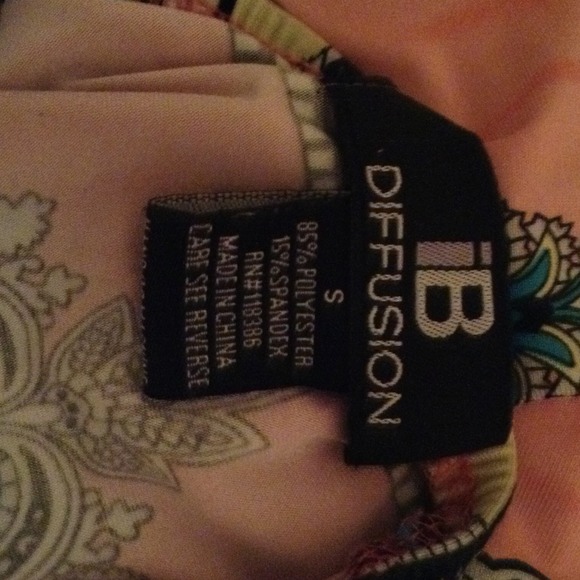 iB
DIFFUSION
S
85%POLYESTER
15%SPANDEX
RN#118386
MADE IN CHINA
CARE SEE REVERSE